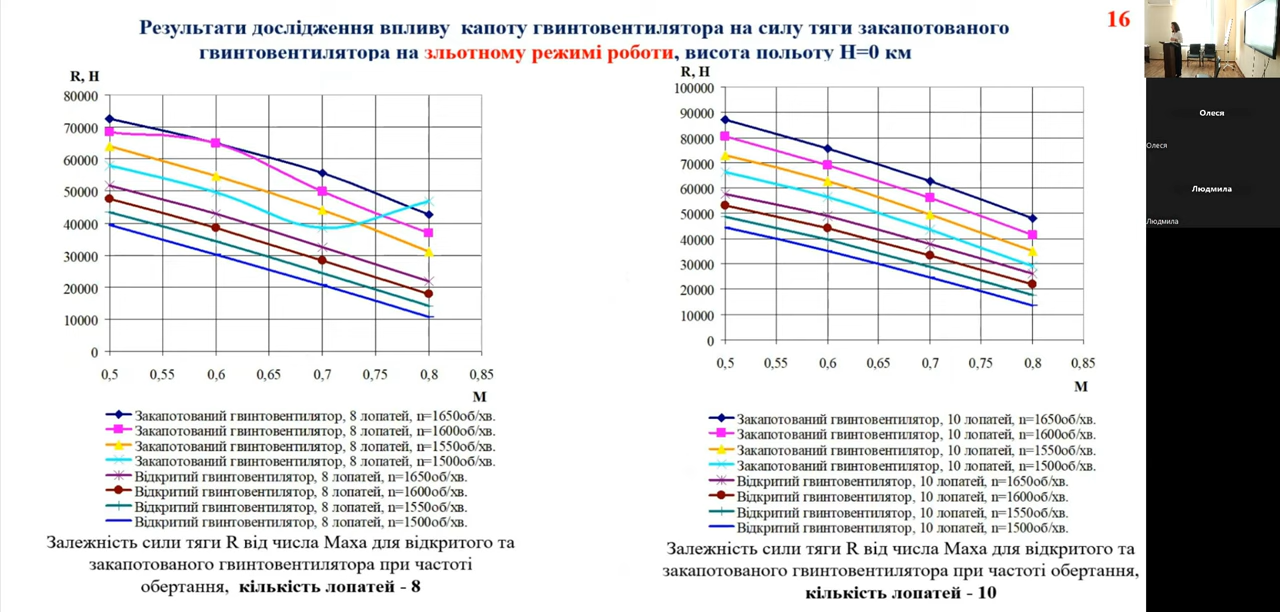 Результати дослідження впливу капоту гвинтовентилятора на силу тяги закапотованого
гвинтовентилятора на зльотному режимі роботи, висота польоту Н=0 км
16
R, Н
80000
70000
60000
50000
40000
30000
20000
10000
0
0,5 0,55 0,6 0,65 0,7 0,75 0,8 0,85
М
Закапотований гвинтовентилятор, 8 лопатей, n=1650об/хв.
Закапотований гвинтовентилятор, 8 лопатей, n=1600об/хв.
Закапотований гвинтовентилятор, 8 лопатей, n=1550об/хв.
Закапотований гвинтовентилятор, 8 лопатей, n=1500об/хв.
Відкритий гвинтовентилятор, 8 лопатей, n=1650об/хв.
Відкритий гвинтовентилятор, 8 лопатей, n=1600об/хв.
Відкритий гвинтовентилятор, 8 лопатей, n=1550об/хв.
Відкритий гвинтовентилятор, 8 лопатей, n=1500об/хв.
Залежність сили тяги R від числа Маха для відкритого та
закапотованого гвинтовентилятора при частоті
обертання, кількість лопатей - 8
R, Н
100000
90000
80000
70000
60000
50000
40000
30000
20000
10000
0
0,5 0,55 0,6 0,65 0,7 0,75 0,8 0,85
М
Закапотований гвинтовентилятор, 10 лопатей, n=1650об/хв.
Закапотований гвинтовентилятор, 10 лопатей, n=1600об/хв.
Закапотований гвинтовентилятор, 10 лопатей, n=1550об/хв.
Закапотований гвинтовентилятор, 10 лопатей, n=1500об/хв.
Відкритий гвинтовентилятор, 10 лопатей, n=1650об/хв.
Відкритий гвинтовентилятор, 10 лопатей, n=1600об/хв.
Відкритий гвинтовентилятор, 10 лопатей, n=1550об/хв.
Відкритий гвинтовентилятор, 10 лопатей, n=1500об/хв.
Залежність сили тяги R від числа Маха для відкритого та
закапотованого гвинтовентилятора при частоті обертання,
кількість лопатей - 10
Олеся
Олеся
Людмила
Людмила